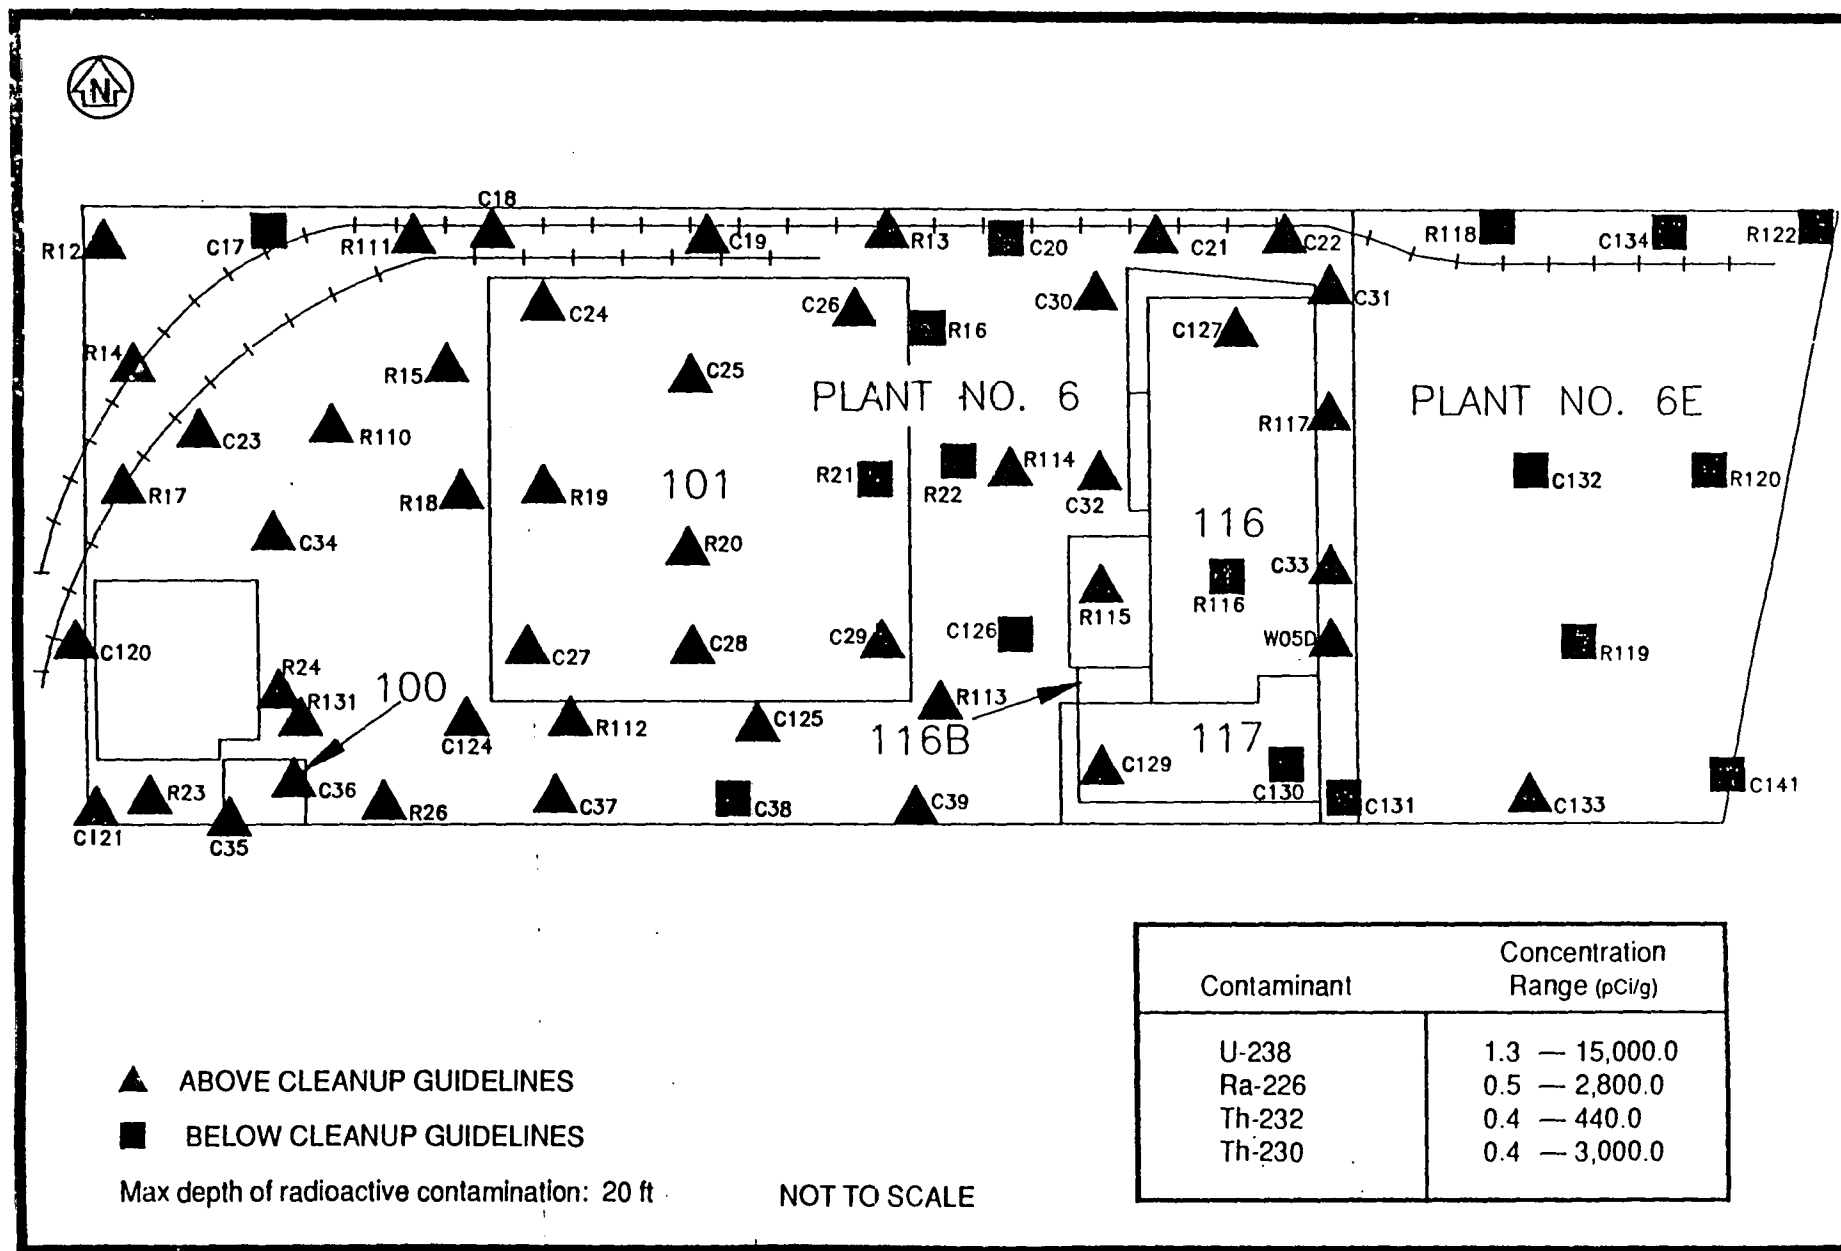 N
C18
R12
C17
R111
C19
R13
C20
C21
C22
R118
C134
R122
C24
C26
R16
C30
C127
C31
R14
R15
C25
PLANT NO. 6
PLANT NO. 6E
C23
R110
R117
R17
R18
R19
101
R21
R22
R114
C32
C132
R120
C34
R20
116
C33
R115
R116
C120
C27
C28
C29
C126
W05D
R119
R24
R131
100
C124
R112
C125
R113
116B
117
C129
C130
C131
C133
C141
R23
C36
R26
C37
C38
C39
C121
C35
Contaminant
Concentration
Range (pCi/g)
U-238 1.3 — 15,000.0
Ra-226 0.5 — 2,800.0
Th-232 0.4 — 440.0
Th-230 0.4 — 3,000.0
ABOVE CLEANUP GUIDELINES
BELOW CLEANUP GUIDELINES
Max depth of radioactive contamination: 20 ft
NOT TO SCALE